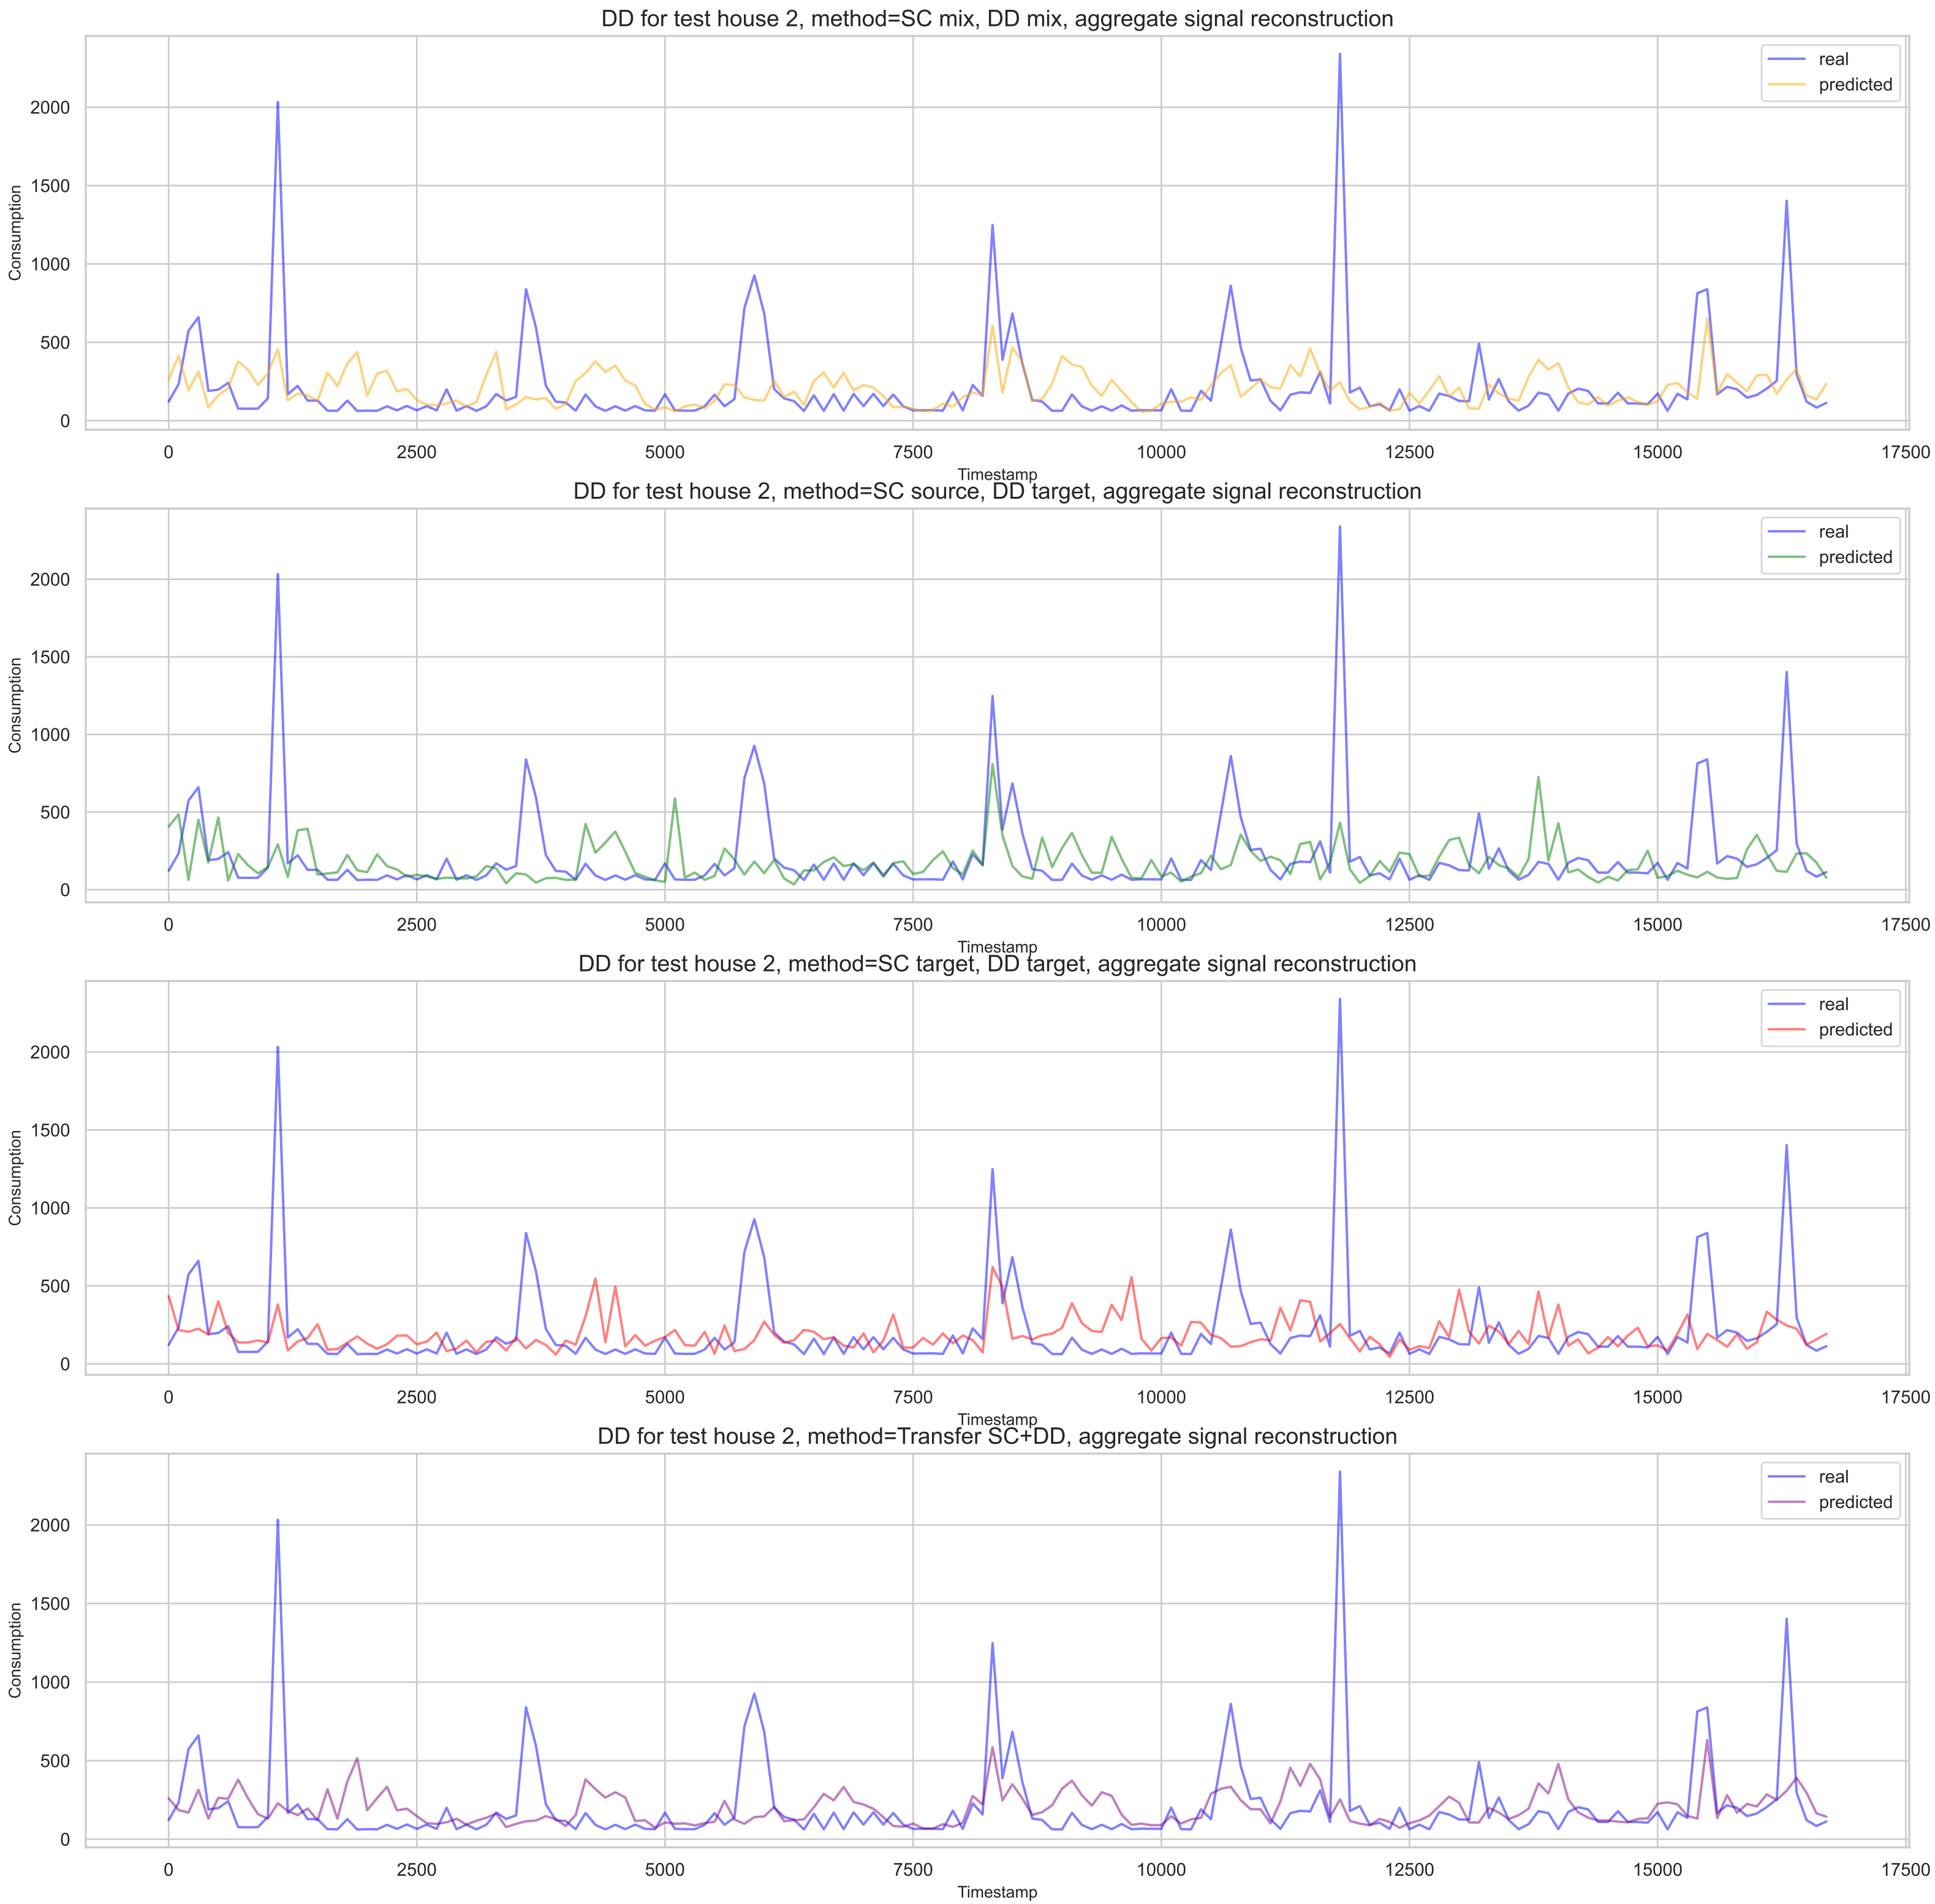 DD for test house 2, method=SC mix, DD mix, aggregate signal reconstruction
real
predicted
Consumption
2000
1500
1000
500
0
0 2500 5000 7500 10000 12500 15000 17500
Timestamp
DD for test house 2, method=SC source, DD target, aggregate signal reconstruction
real
predicted
Consumption
2000
1500
1000
500
0
0 2500 5000 7500 10000 12500 15000 17500
Timestamp
DD for test house 2, method=SC target, DD target, aggregate signal reconstruction
real
predicted
Consumption
2000
1500
1000
500
0
0 2500 5000 7500 10000 12500 15000 17500
Timestamp
DD for test house 2, method=Transfer SC+DD, aggregate signal reconstruction
real
predicted
Consumption
2000
1500
1000
500
0
0 2500 5000 7500 10000 12500 15000 17500
Timestamp